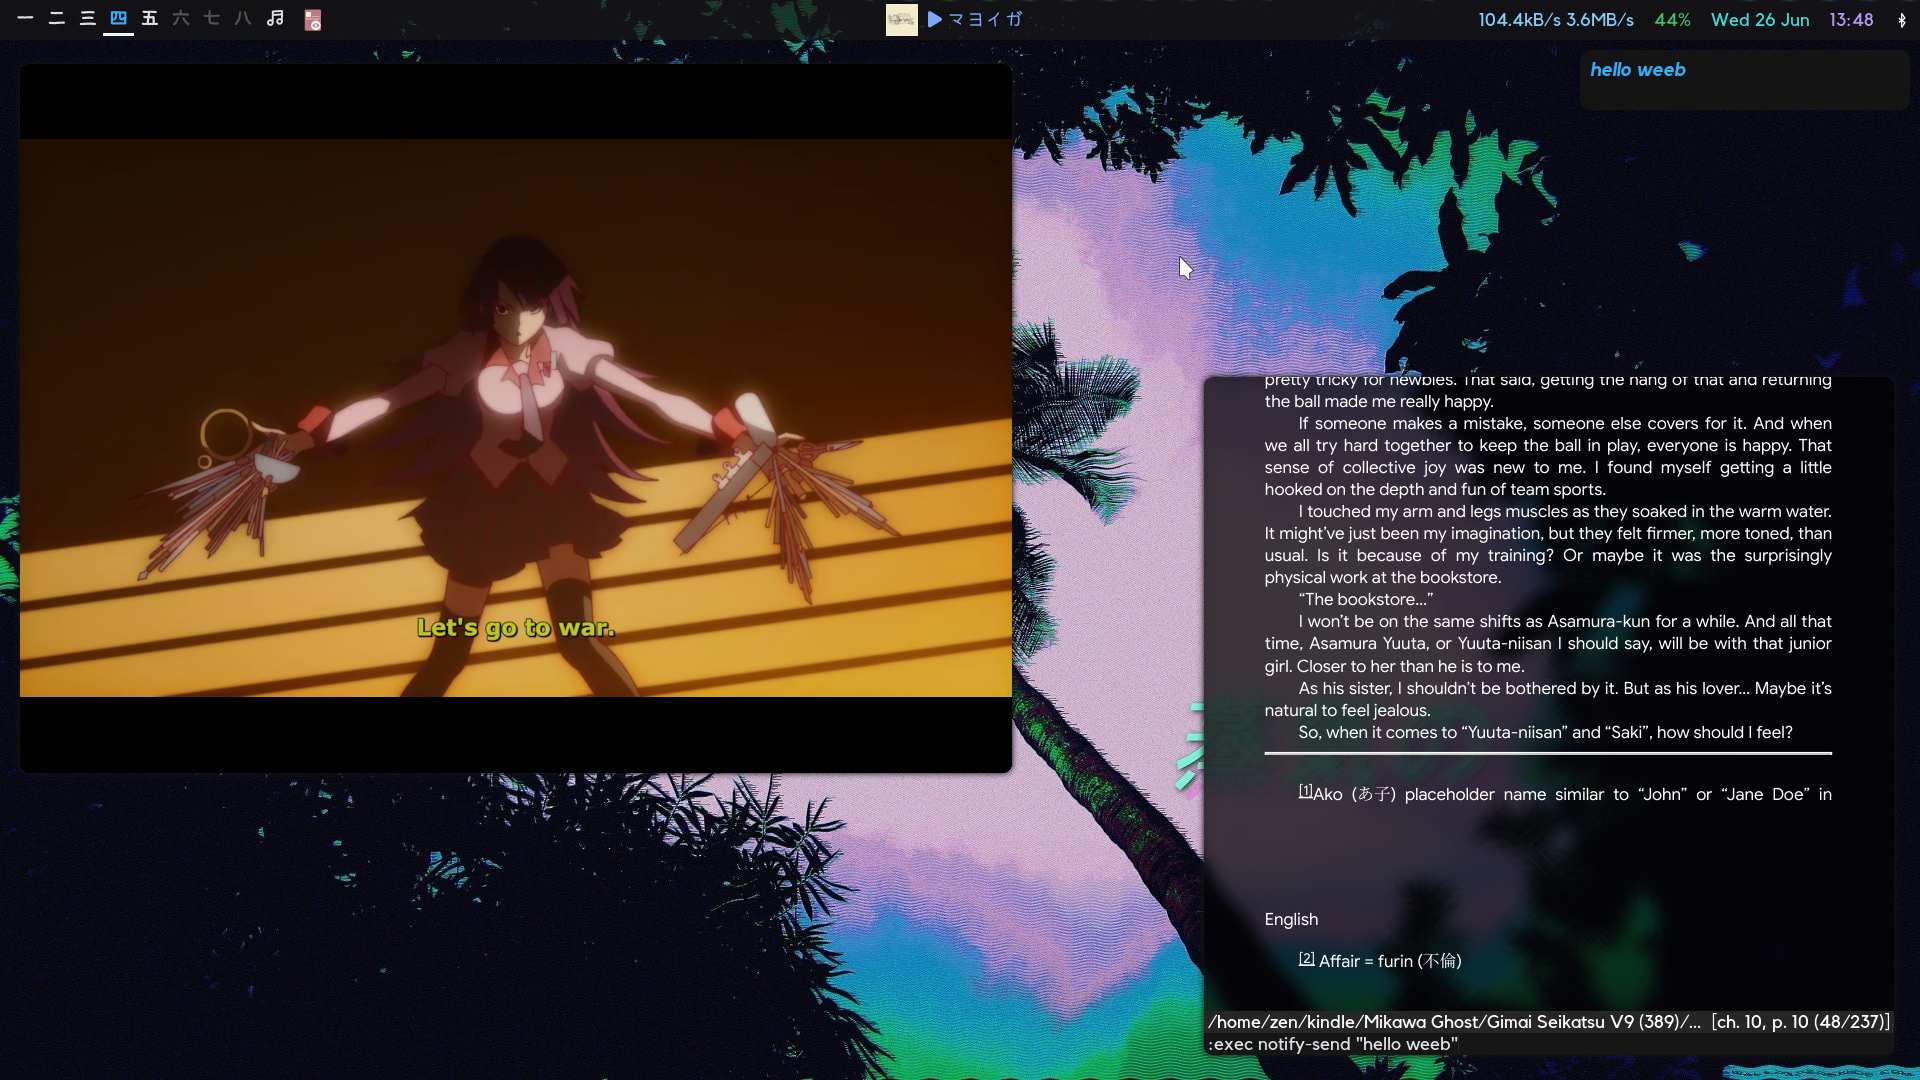 一 二 三 四 五 六 七 八
マヨイガ
104.4kB/s 3.6MB/s 44% Wed 26 Jun 13:48
hello weeb
Let's go to war.
pretty tricky for newbies. That said, getting the hang of that and returning
the ball made me really happy.
If someone makes a mistake, someone else covers for it. And when
we all try hard together to keep the ball in play, everyone is happy. That
sense of collective joy was new to me. I found myself getting a little
hooked on the depth and fun of team sports.
I touched my arm and legs muscles as they soaked in the warm water.
It might’ve just been my imagination, but they felt firmer, more toned, than
usual. Is it because of my training? Or maybe it was the surprisingly
physical work at the bookstore.
“The bookstore...”
I won’t be on the same shifts as Asamura-kun for a while. And all that
time, Asamura Yuuta, or Yuuta-niisan I should say, will be with that junior
girl. Closer to her than he is to me.
As his sister, I shouldn’t be bothered by it. But as his lover... Maybe it’s
natural to feel jealous.
So, when it comes to “Yuuta-niisan” and “Saki”, how should I feel?
[1]Ako (あ子) placeholder name similar to “John” or “Jane Doe” in
English
[2] Affair = furin (不倫)
/home/zen/kindle/Mikawa Ghost/Gimai Seikatsu V9 (389)/... [ch. 10, p. 10 (48/237)]
:exec notify-send "hello weeb"